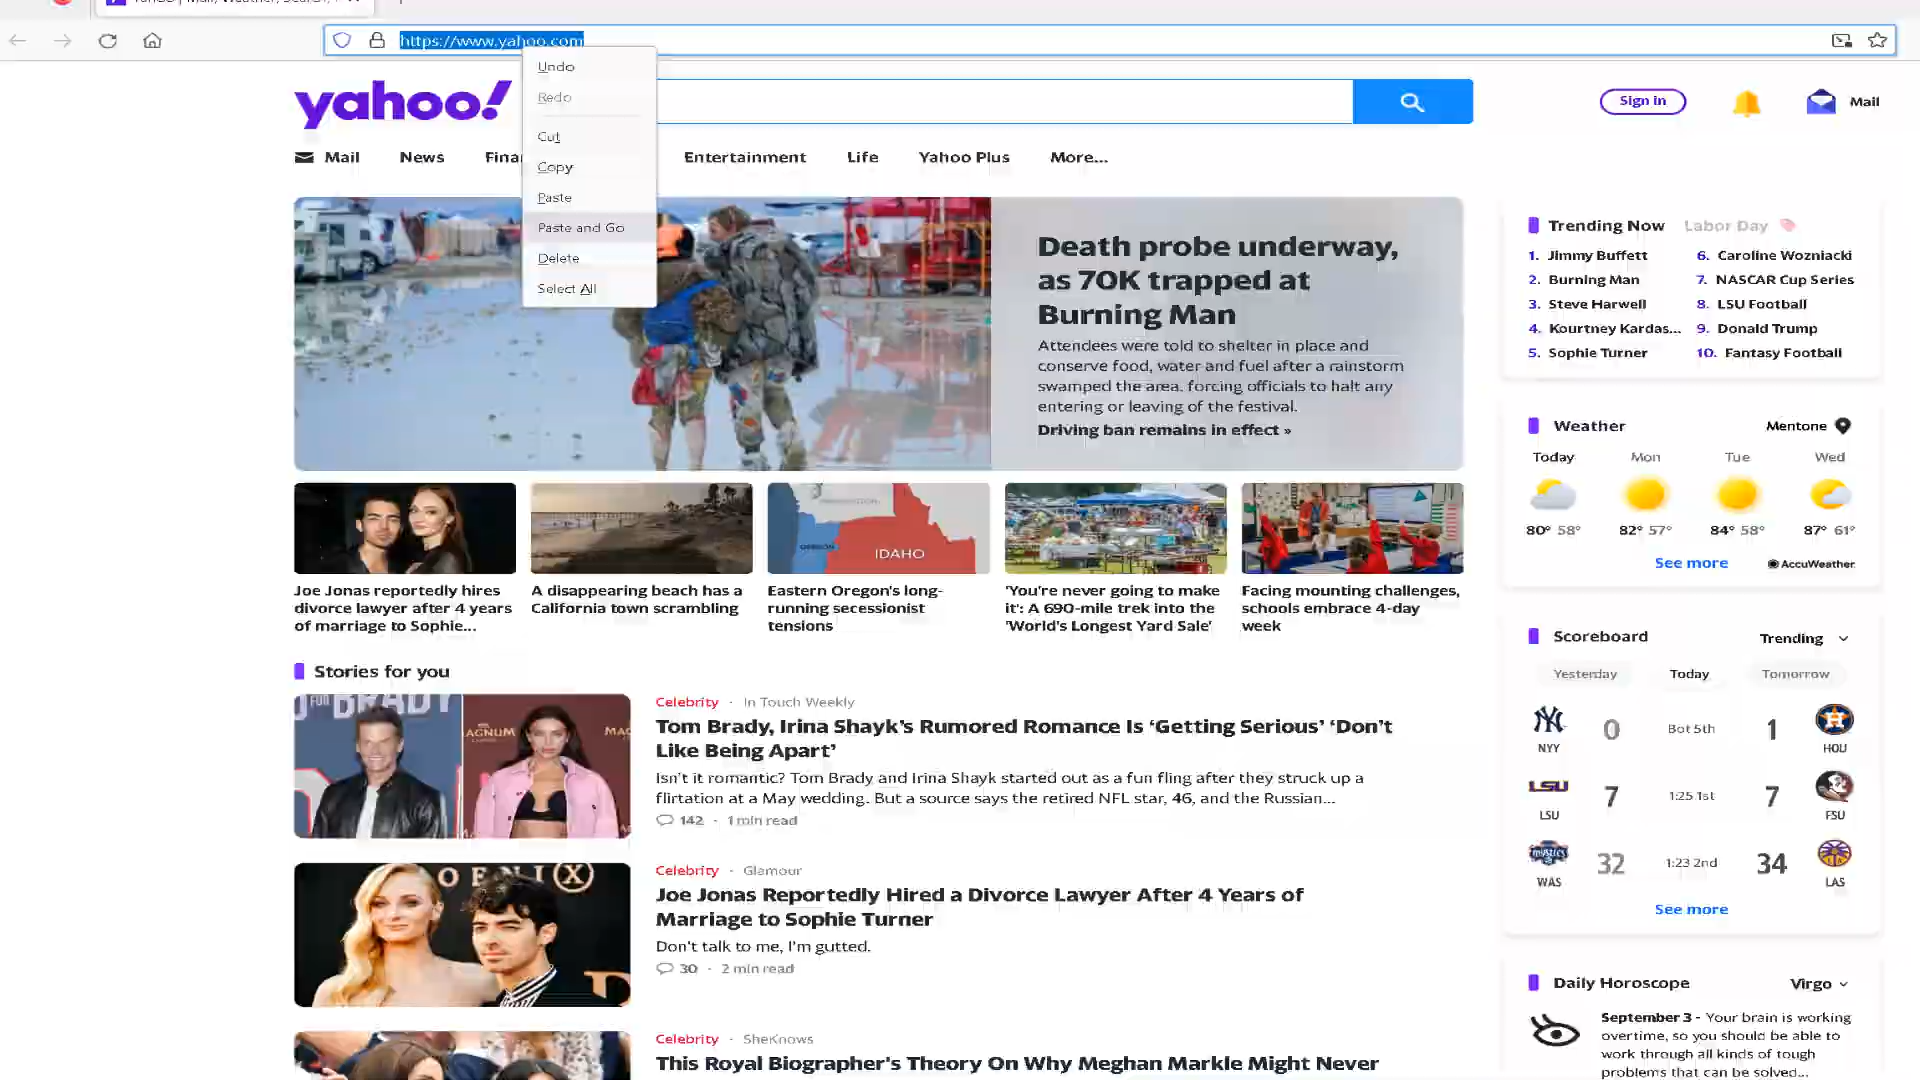 https://www.yahoo.com
Undo
Redo
Cut
Copy
Paste
Paste and Go
Delete
Select All
yahoo!
Sign in
Mail
Mail
News
Entertainment
Life
Yahoo Plus
More...
Death probe underway,
as 70K trapped at
Burning Man
Attendees were told to shelter in place and
conserve food, water and fuel after a rainstorm
swamped the area, forcing officials to halt any
entering or leaving of the festival.
Driving ban remains in effect »
OREGON
IDAHO
Joe Jonas reportedly hires
divorce lawyer after 4 years
of marriage to Sophie...
A disappearing beach has a
California town scrambling
Eastern Oregon's long-
running secessionist
tensions
'You're never going to make
it': A 690-mile trek into the
'World's Longest Yard Sale'
Facing mounting challenges,
schools embrace 4-day
week
Stories for you
FOR BRADY
MAGNUM
Celebrity · In Touch Weekly
Tom Brady, Irina Shayk's Rumored Romance Is ‘Getting Serious’ ‘Don't
Like Being Apart’
Isn't it romantic? Tom Brady and Irina Shayk started out as a fun fling after they struck up a
flirtation at a May wedding. But a source says the retired NFL star, 46, and the Russian...
142 · 1 min read
Celebrity · Glamour
Joe Jonas Reportedly Hired a Divorce Lawyer After 4 Years of
Marriage to Sophie Turner
Don't talk to me, I'm gutted.
30 · 2 min read
Celebrity · SheKnows
This Royal Biographer's Theory On Why Meghan Markle Might Never
Trending Now
Labor Day
1. Jimmy Buffett
2. Burning Man
3. Steve Harwell
4. Kourtney Kardas...
5. Sophie Turner
6. Caroline Wozniacki
7. NASCAR Cup Series
8. LSU Football
9. Donald Trump
10. Fantasy Football
Weather
Mentone
Today Mon Tue Wed
80° 58° 82° 57° 84° 58° 87° 61°
See more
AccuWeather
Scoreboard
Trending
Yesterday Today Tomorrow
NYY 0 Bot 5th 1 HOU
LSU 7 1:25 1st 7 FSU
WAS 32 1:23 2nd 34 LAS
See more
Daily Horoscope
Virgo
September 3 - Your brain is working
overtime, so you should be able to
work through all kinds of tough
problems that can be solved...